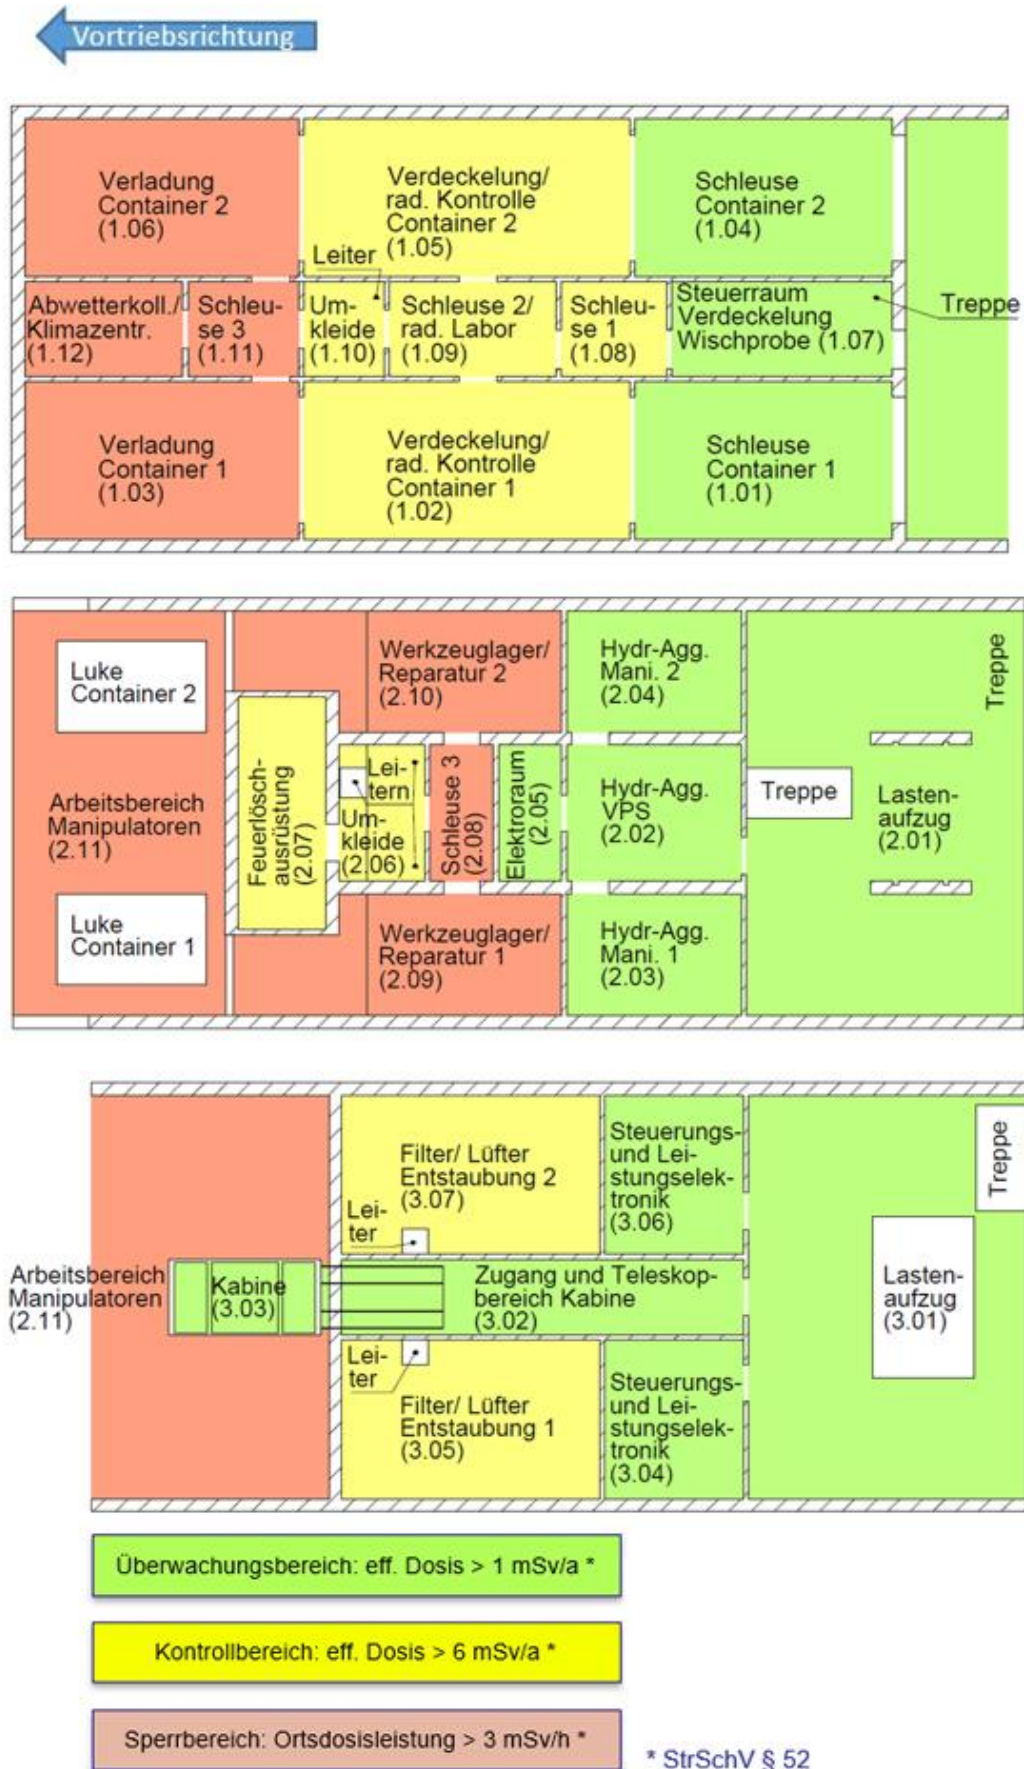 Vortriebsrichtung
Verladung
Container 2
(1.06)
Verdeckelung/
rad. Kontrolle
Container 2
(1.05)
Schleuse
Container 2
(1.04)
Leiter
Abwetterkoll./
Klimazentr.
(1.12)
Schleu-
se 3
(1.11)
Um-
kleide
(1.10)
Schleuse 2/
rad. Labor
(1.09)
Schleu-
se 1
(1.08)
Steuerraum
Verdeckelung
Wischprobe (1.07)
Treppe
Verladung
Container 1
(1.03)
Verdeckelung/
rad. Kontrolle
Container 1
(1.02)
Schleuse
Container 1
(1.01)
Luke
Container 2
Werkzeuglager/
Reparatur 2
(2.10)
Hydr-Agg.
Mani. 2
(2.04)
Treppe
Arbeitsbereich
Manipulatoren
(2.11)
Feuerlösch-
ausrüstung
(2.07)
Lei-
tern
Um-
kleide
(2.06)
Schleuse 3
(2.08)
Elektroraum
(2.05)
Hydr-Agg.
VPS
(2.02)
Treppe
Lasten-
aufzug
(2.01)
Luke
Container 1
Werkzeuglager/
Reparatur 1
(2.09)
Hydr-Agg.
Mani. 1
(2.03)
Filter/ Lüfter
Entstaubung 2
(3.07)
Lei-
ter
Steuerungs-
und Lei-
stungselek-
tronik
(3.06)
Treppe
Arbeitsbereich
Manipulatoren
(2.11)
Kabine
(3.03)
Zugang und Teleskop-
bereich Kabine
(3.02)
Lasten-
aufzug
(3.01)
Lei-
ter
Filter/ Lüfter
Entstaubung 1
(3.05)
Steuerungs-
und Lei-
stungselek-
tronik
(3.04)
Überwachungsbereich: eff. Dosis > 1 mSv/a *
Kontrollbereich: eff. Dosis > 6 mSv/a *
Sperrbereich: Ortsdosisleistung > 3 mSv/h *
* StrSchV § 52